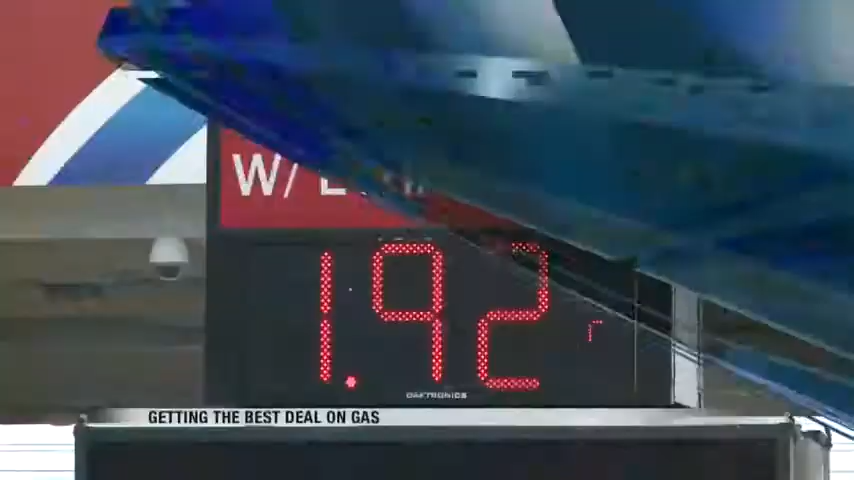 W/
1.92
DAKTRONICS
GETTING THE BEST DEAL ON GAS